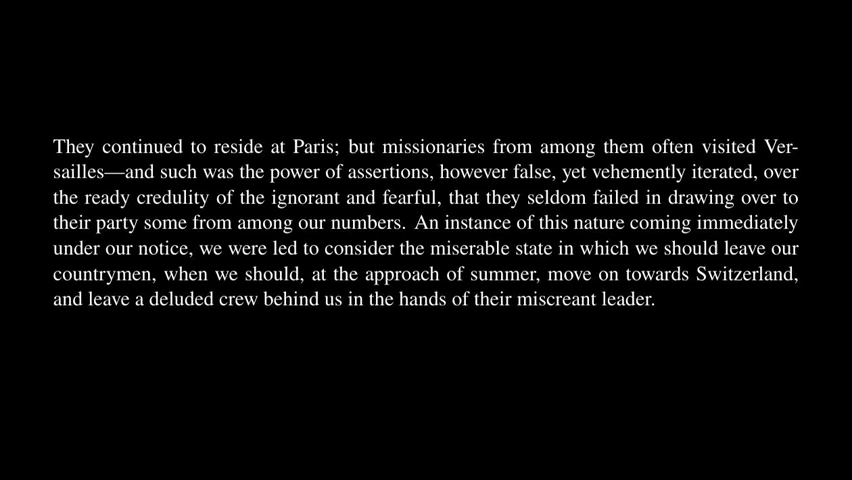 They continued to reside at Paris; but missionaries from among them often visited Ver-
sailles—and such was the power of assertions, however false, yet vehemently iterated, over
the ready credulity of the ignorant and fearful, that they seldom failed in drawing over to
their party some from among our numbers. An instance of this nature coming immediately
under our notice, we were led to consider the miserable state in which we should leave our
countrymen, when we should, at the approach of summer, move on towards Switzerland,
and leave a deluded crew behind us in the hands of their miscreant leader.